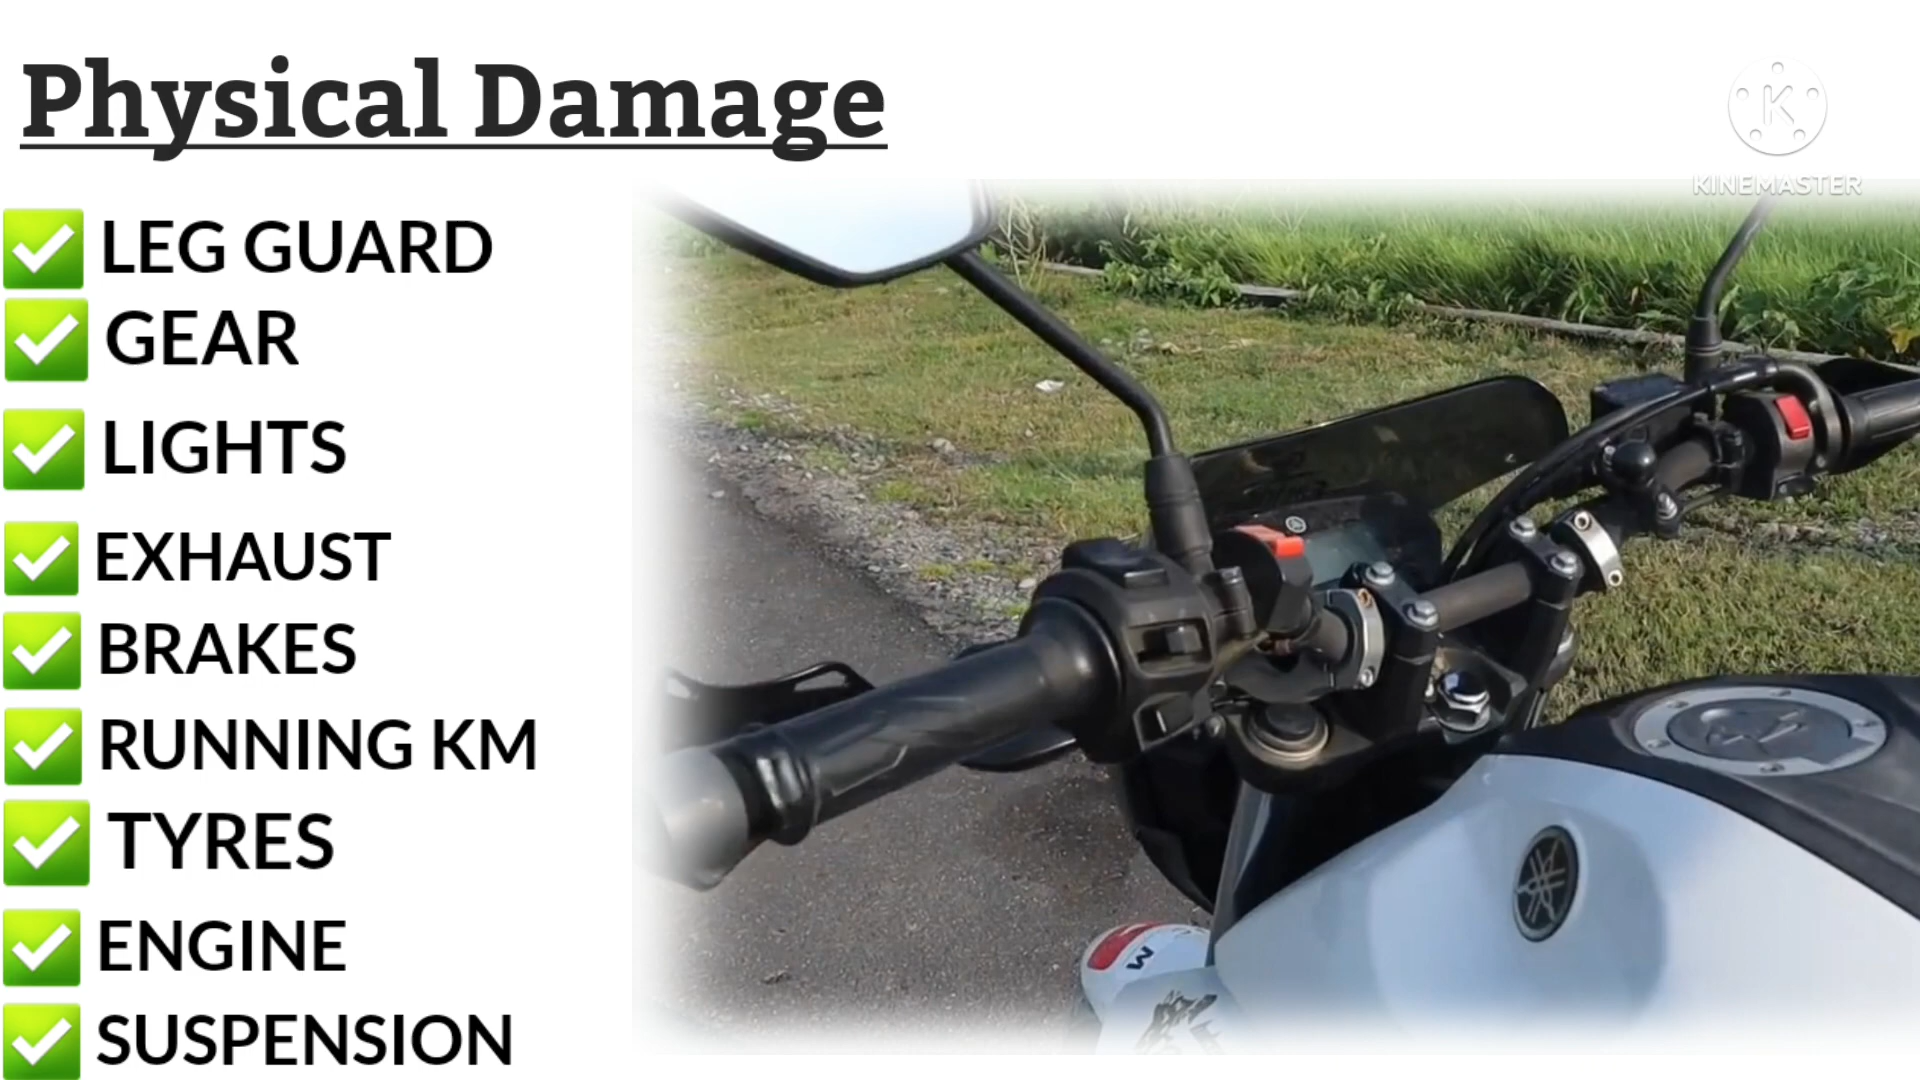 Physical Damage
K
KINEMASTER
✅ LEG GUARD
✅ GEAR
✅ LIGHTS
✅ EXHAUST
✅ BRAKES
✅ RUNNING KM
✅ TYRES
✅ ENGINE
✅ SUSPENSION
M